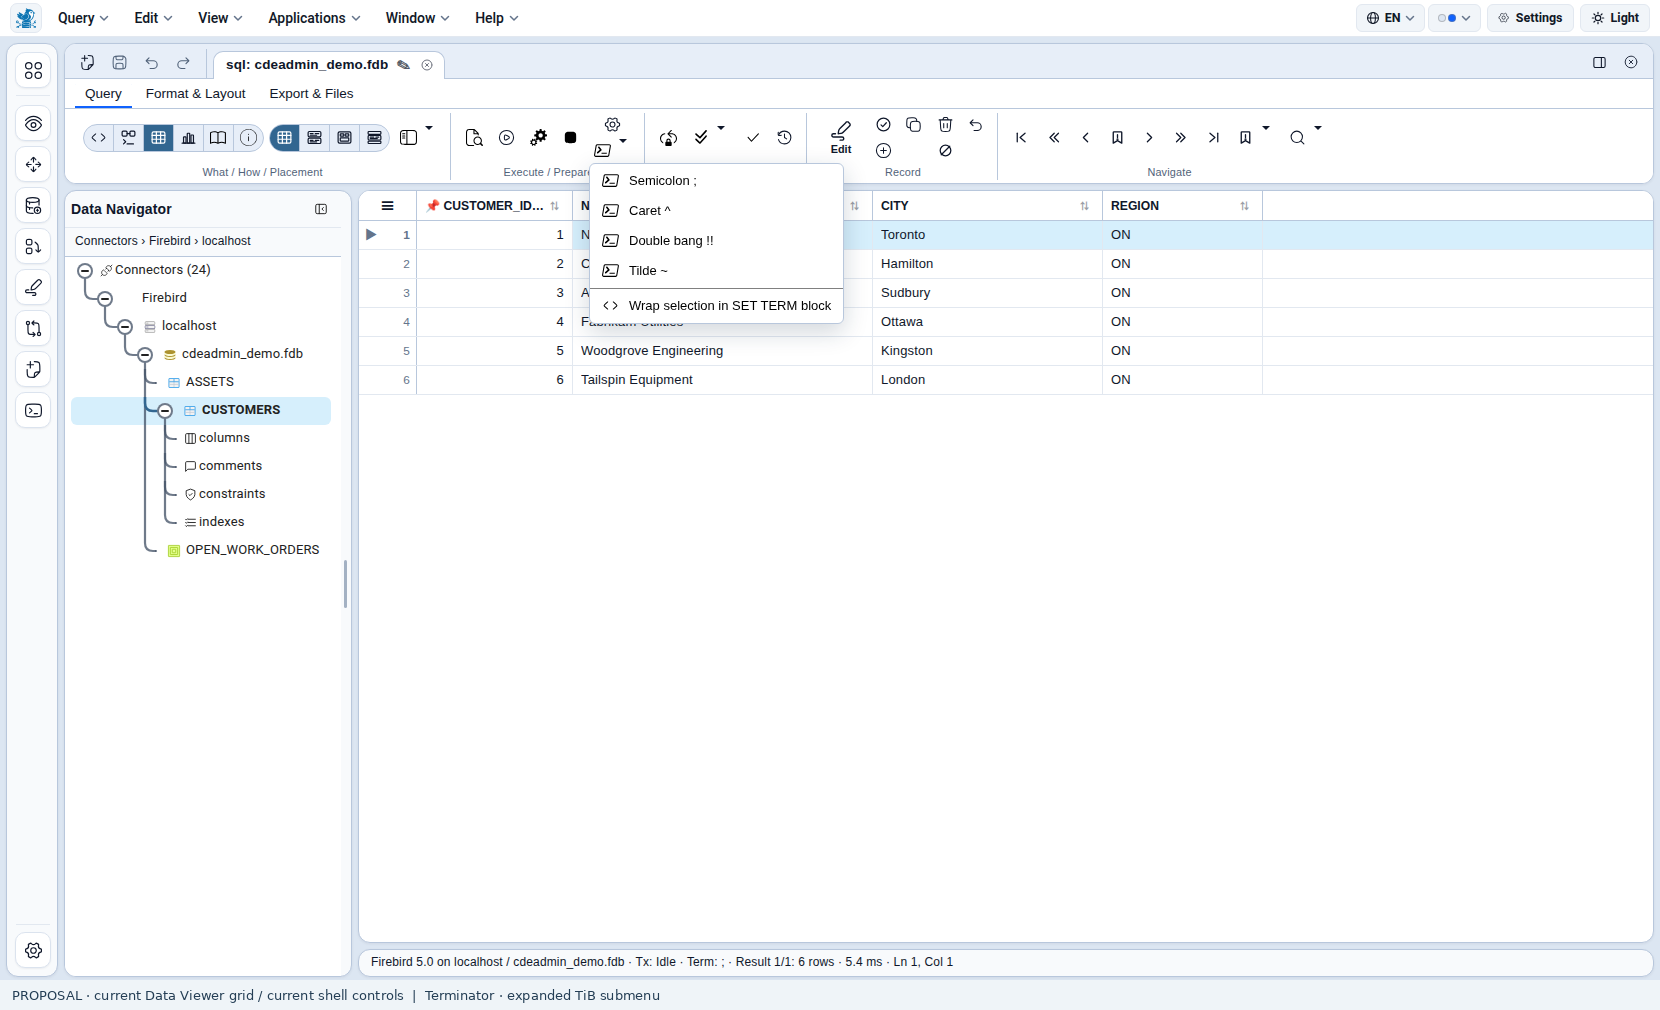 Query Edit View Applications Window Help EN Settings Light
sql: cdeadmin_demo.fdb
Query Format & Layout Export & Files
Edit
What / How / Placement Execute / Prepare Record Navigate
Semicolon ;
Caret ^
Double bang !!
Tilde ~
Wrap selection in SET TERM block
Data Navigator
Connectors › Firebird › localhost
Connectors (24)
Firebird
localhost
cdeadmin_demo.fdb
ASSETS
CUSTOMERS
columns
comments
constraints
indexes
OPEN_WORK_ORDERS
CUSTOMER_ID... N CITY REGION
1 1 N Toronto ON
2 2 Hamilton ON
3 3 A Sudbury ON
4 4 Fabrikam Utilities Ottawa ON
5 5 Woodgrove Engineering Kingston ON
6 6 Tailspin Equipment London ON
Firebird 5.0 on localhost / cdeadmin_demo.fdb · Tx: Idle · Term: ; · Result 1/1: 6 rows · 5.4 ms · Ln 1, Col 1
PROPOSAL · current Data Viewer grid / current shell controls | Terminator · expanded TiB submenu